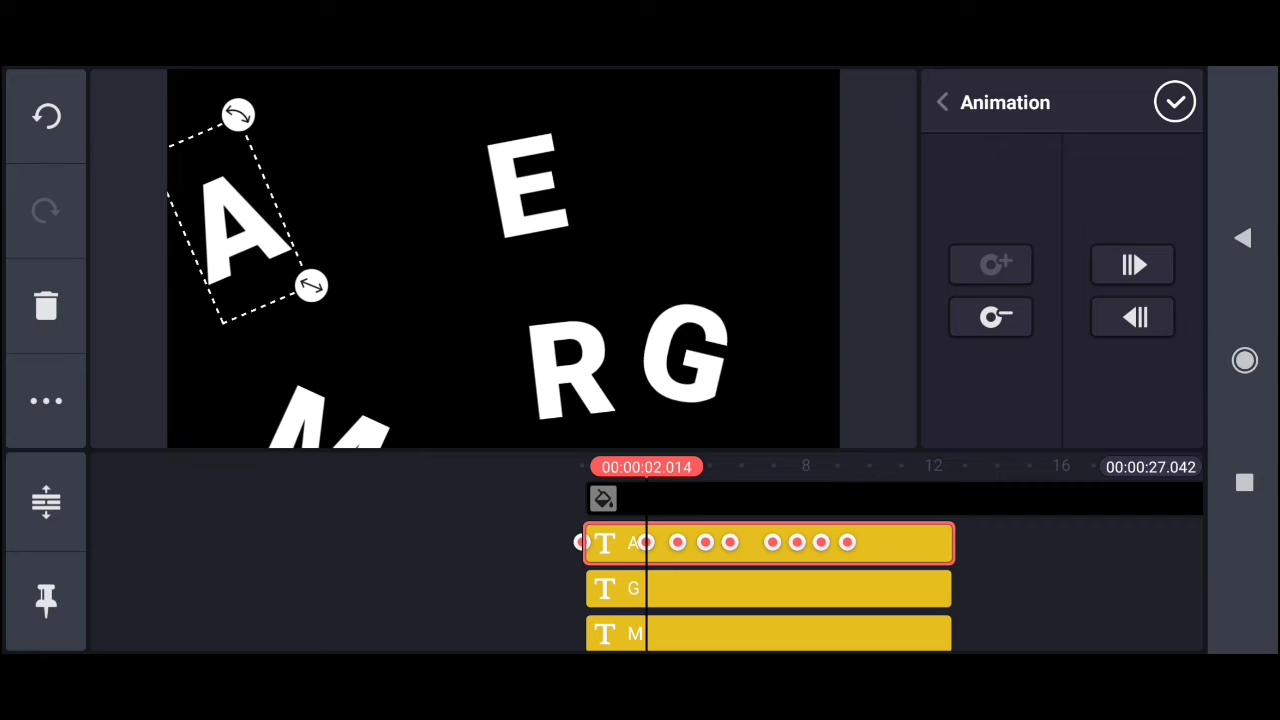 Animation
A
E
R
G
M
00:00:02.014
8
12
16
00:00:27.042
T A
T G
T M